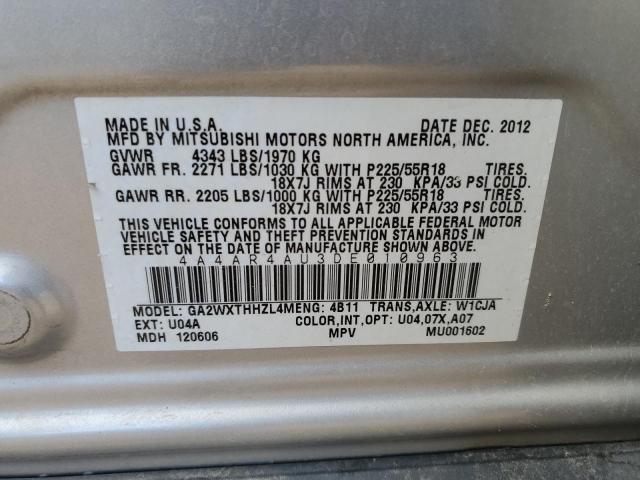 MADE IN U.S.A. DATE DEC. 2012
MFD BY MITSUBISHI MOTORS NORTH AMERICA, INC.
GVWR 4343 LBS/1970 KG
GAWR FR. 2271 LBS/1030 KG WITH P225/55R18 TIRES.
18X7J RIMS AT 230 KPA/33 PSI COLD.
GAWR RR. 2205 LBS/1000 KG WITH P225/55R18 TIRES.
18X7J RIMS AT 230 KPA/33 PSI COLD.
THIS VEHICLE CONFORMS TO ALL APPLICABLE FEDERAL MOTOR
VEHICLE SAFETY AND THEFT PREVENTION STANDARDS IN
EFFECT ON THE DATE OF MANUFACTURE SHOWN ABOVE.
4A4AR4AU3DE010963
MODEL: GA2WXTHHZL4MENG: 4B11 TRANS,AXLE: W1CJA
EXT: U04A COLOR,INT,OPT: U04,07X,A07
MDH 120606 MPV MU001602